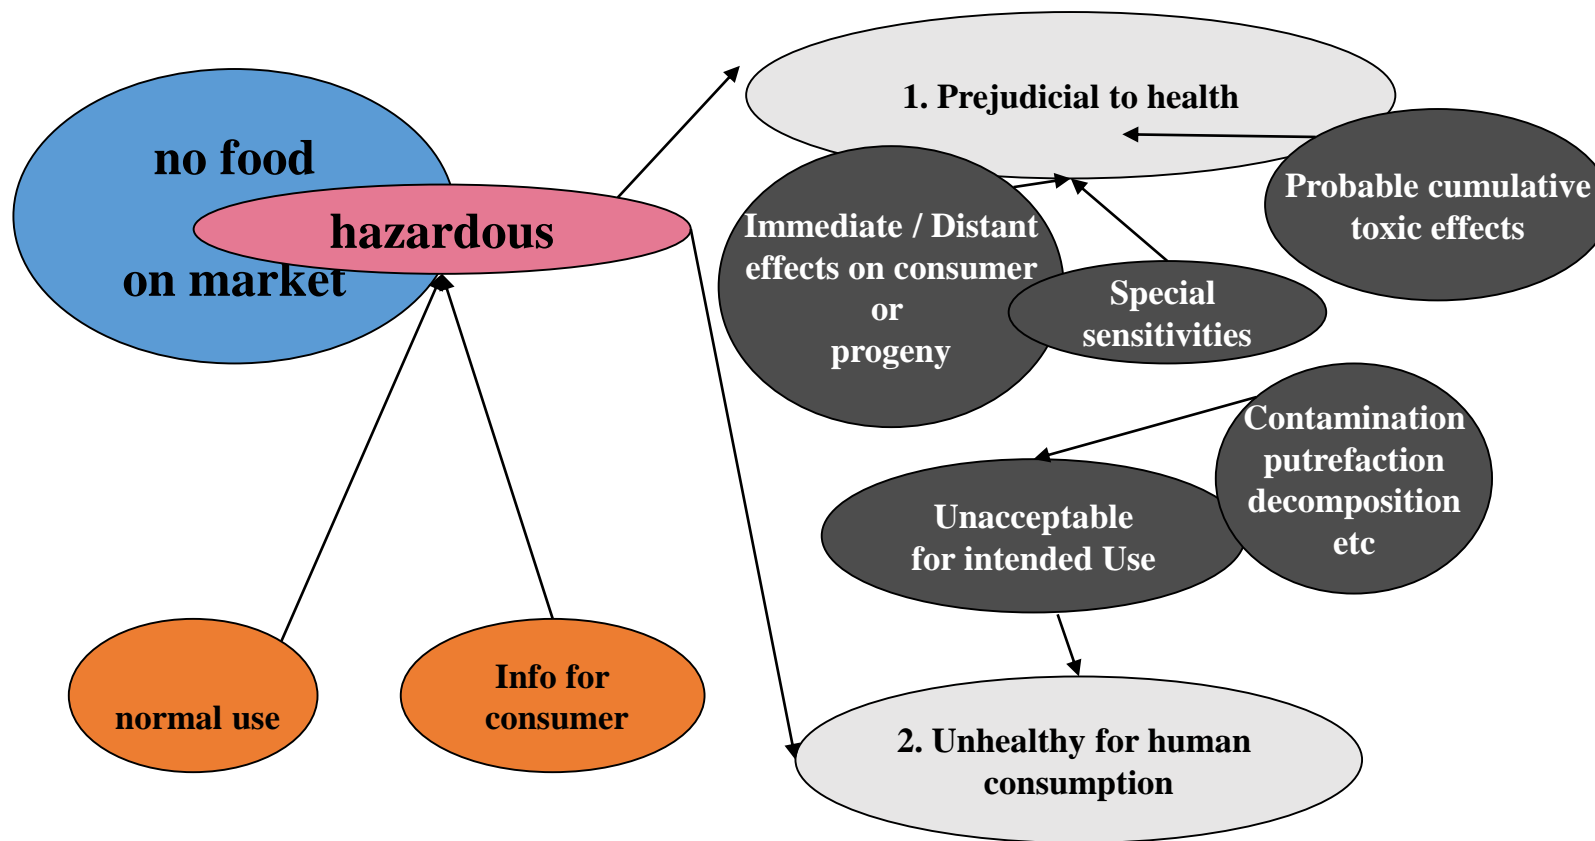 no food
hazardous
on market
normal use
Info for
consumer
1. Prejudicial to health
Immediate / Distant
effects on consumer
or
progeny
Special
sensitivities
Probable cumulative
toxic effects
Contamination
putrefaction
decomposition
etc
Unacceptable
for intended Use
2. Unhealthy for human
consumption